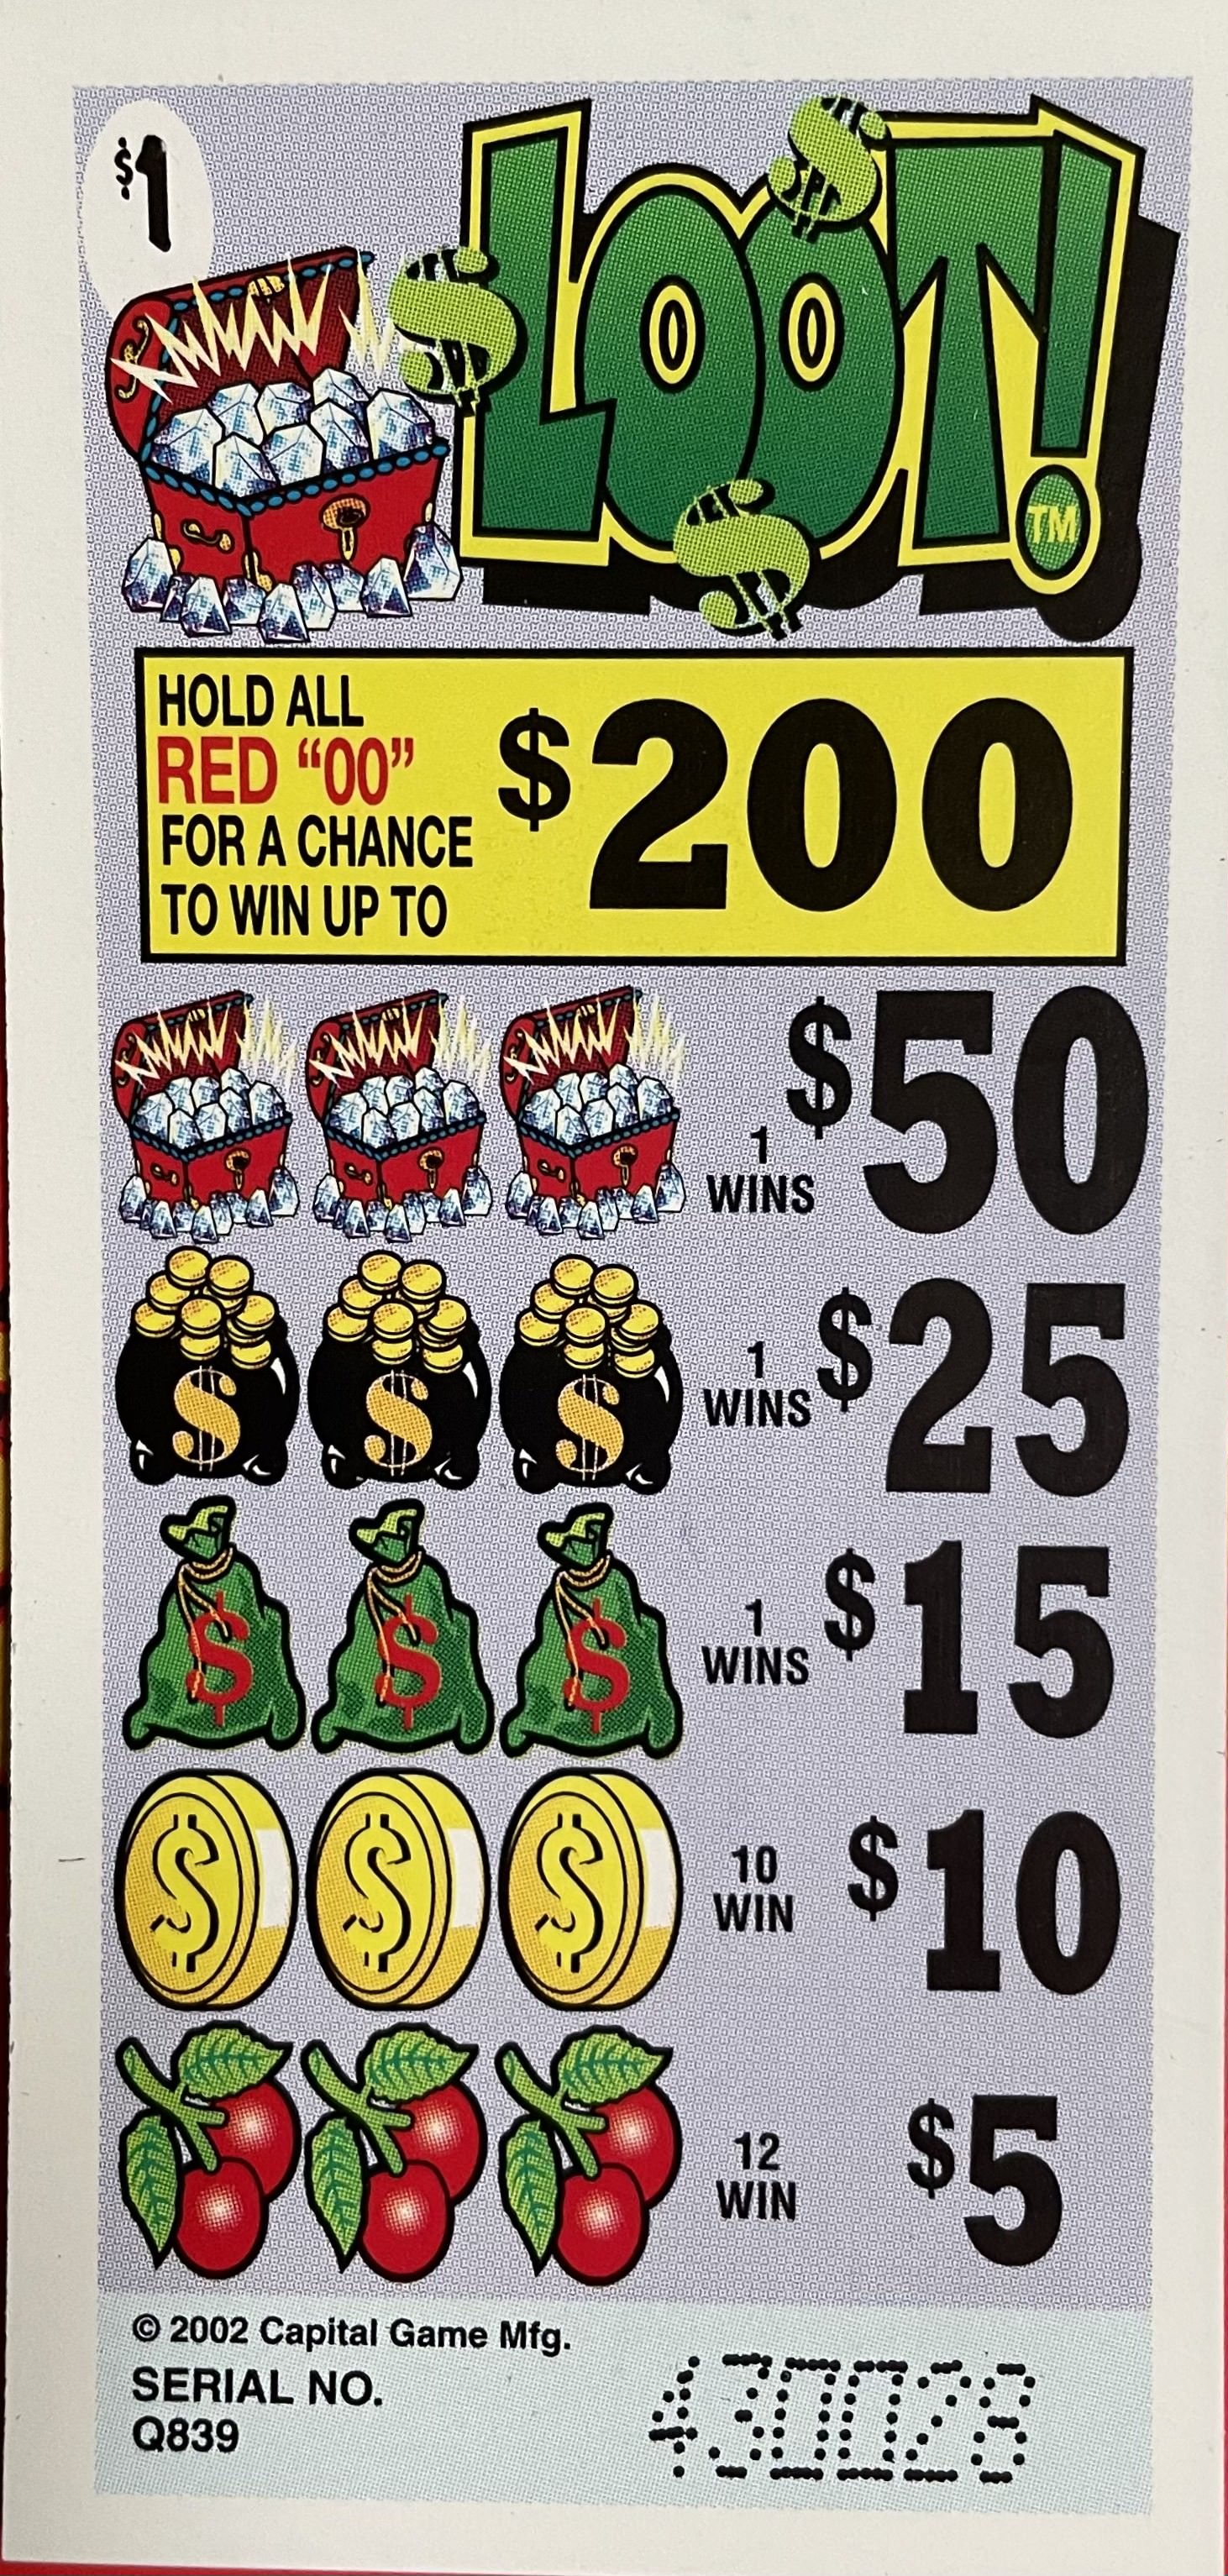 $1
LOOT!
TM
HOLD ALL
RED “00”
FOR A CHANCE
TO WIN UP TO
$200
1
WINS
$50
1
WINS
$25
1
WINS
$15
10
WIN
$10
12
WIN
$5
© 2002 Capital Game Mfg.
SERIAL NO.
Q839
430028